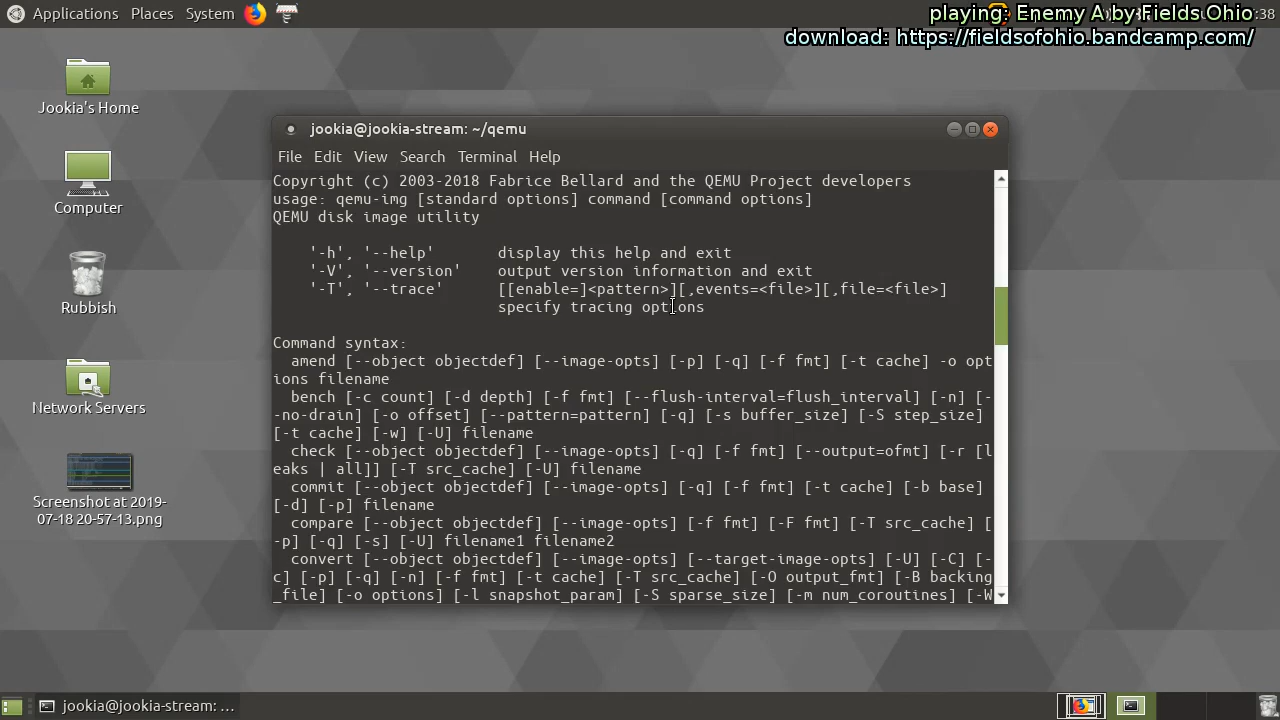 Applications Places System
playing: Enemy A by Fields Ohio
:38
download: https://fieldsofohio.bandcamp.com/
Jookia's Home
Computer
Rubbish
Network Servers
Screenshot at 2019-
07-18 20-57-13.png
jookia@jookia-stream: ~/qemu
File Edit View Search Terminal Help
Copyright (c) 2003-2018 Fabrice Bellard and the QEMU Project developers
usage: qemu-img [standard options] command [command options]
QEMU disk image utility
'-h', '--help' display this help and exit
'-V', '--version' output version information and exit
'-T', '--trace' [[enable=]<pattern>][,events=<file>][,file=<file>]
specify tracing options
Command syntax:
amend [--object objectdef] [--image-opts] [-p] [-q] [-f fmt] [-t cache] -o opt
ions filename
bench [-c count] [-d depth] [-f fmt] [--flush-interval=flush_interval] [-n] [-
-no-drain] [-o offset] [--pattern=pattern] [-q] [-s buffer_size] [-S step_size]
[-t cache] [-w] [-U] filename
check [--object objectdef] [--image-opts] [-q] [-f fmt] [--output=ofmt] [-r [l
eaks | all]] [-T src_cache] [-U] filename
commit [--object objectdef] [--image-opts] [-q] [-f fmt] [-t cache] [-b base]
[-d] [-p] filename
compare [--object objectdef] [--image-opts] [-f fmt] [-F fmt] [-T src_cache] [
-p] [-q] [-s] [-U] filename1 filename2
convert [--object objectdef] [--image-opts] [--target-image-opts] [-U] [-C] [-
c] [-p] [-q] [-n] [-f fmt] [-t cache] [-T src_cache] [-O output_fmt] [-B backing
_file] [-o options] [-l snapshot_param] [-S sparse_size] [-m num_coroutines] [-W
jookia@jookia-stream: ...